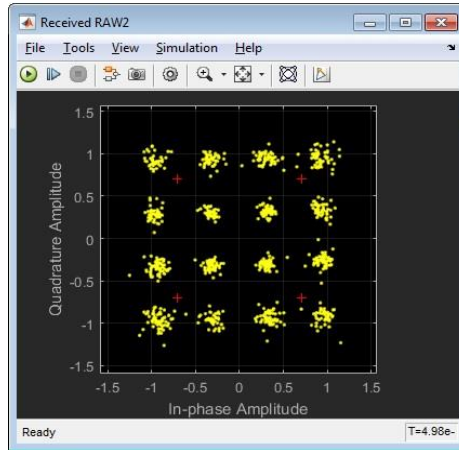 Received RAW2
File Tools View Simulation Help
1.5
1
0.5
0
-0.5
-1
-1.5
Quadrature Amplitude
-1.5 -1 -0.5 0 0.5 1 1.5
In-phase Amplitude
Ready T=4.98e-